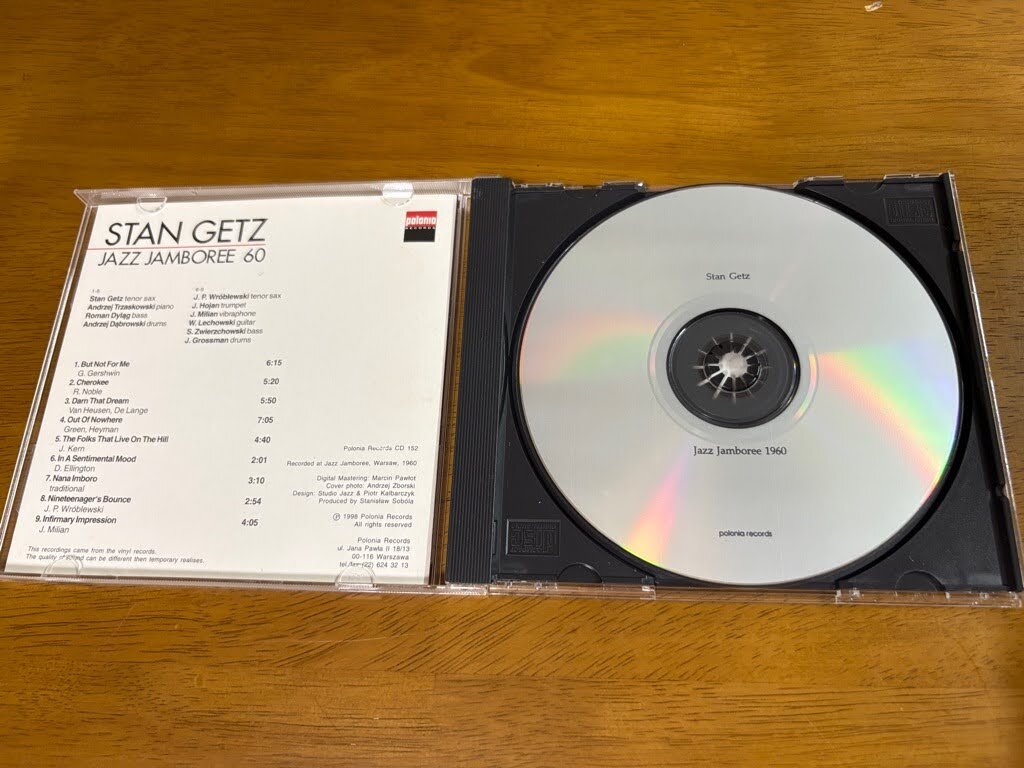 STAN GETZ
JAZZ JAMBOREE 60
polonia
RECORDS
1-5
Stan Getz tenor sax
Andrzej Trzaskowski piano
Roman Dyląg bass
Andrzej Dąbrowski drums
J. P. Wróblewski tenor sax
J. Hojan trumpet
J. Milian vibraphone
W. Lechowski guitar
S. Zwierzchowski bass
J. Grossman drums
1. But Not For Me 6:15
G. Gershwin
2. Cherokee 5:20
R. Noble
3. Darn That Dream 5:50
Van Heusen, De Lange
4. Out Of Nowhere 7:05
Green, Heyman
5. The Folks That Live On The Hill 4:40
J. Kern
6. In A Sentimental Mood 2:01
D. Ellington
7. Nana Imboro 3:10
traditional
8. Nineteenager's Bounce 2:54
J. P. Wróblewski
9. Infirmary Impression 4:05
J. Milian
This recordings came from the vinyl records.
The quality of sound can be different then temporary realises.
Polonia Records CD 152
Recorded at Jazz Jamboree, Warsaw, 1960
Digital Mastering: Marcin Pawłot
Cover photo: Andrzej Zborski
Design: Studio Jazz & Piotr Kalbarczyk
Produced by Stanisław Sobóla
℗ 1998 Polonia Records
All rights reserved
Polonia Records
ul. Jana Pawła II 18/13
00-116 Warszawa
tel./fax (22) 624 32 13
Stan Getz
Jazz Jamboree 1960
polonia records